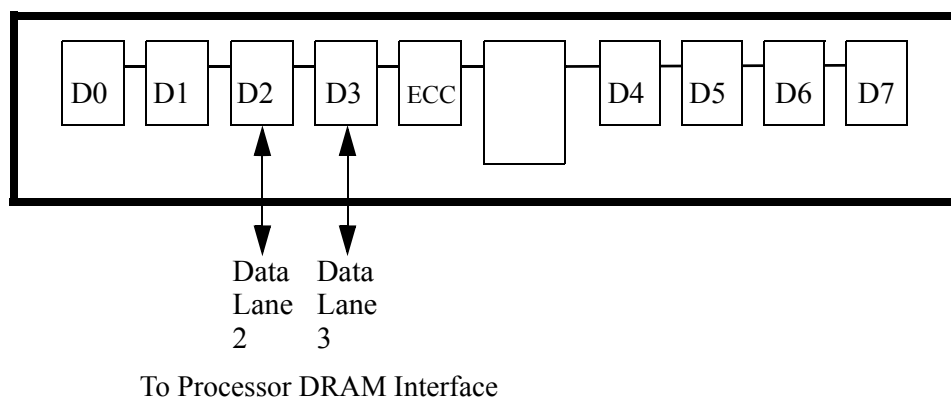 D0 D1 D2 D3 ECC D4 D5 D6 D7
Data Data
Lane Lane
2 3
To Processor DRAM Interface